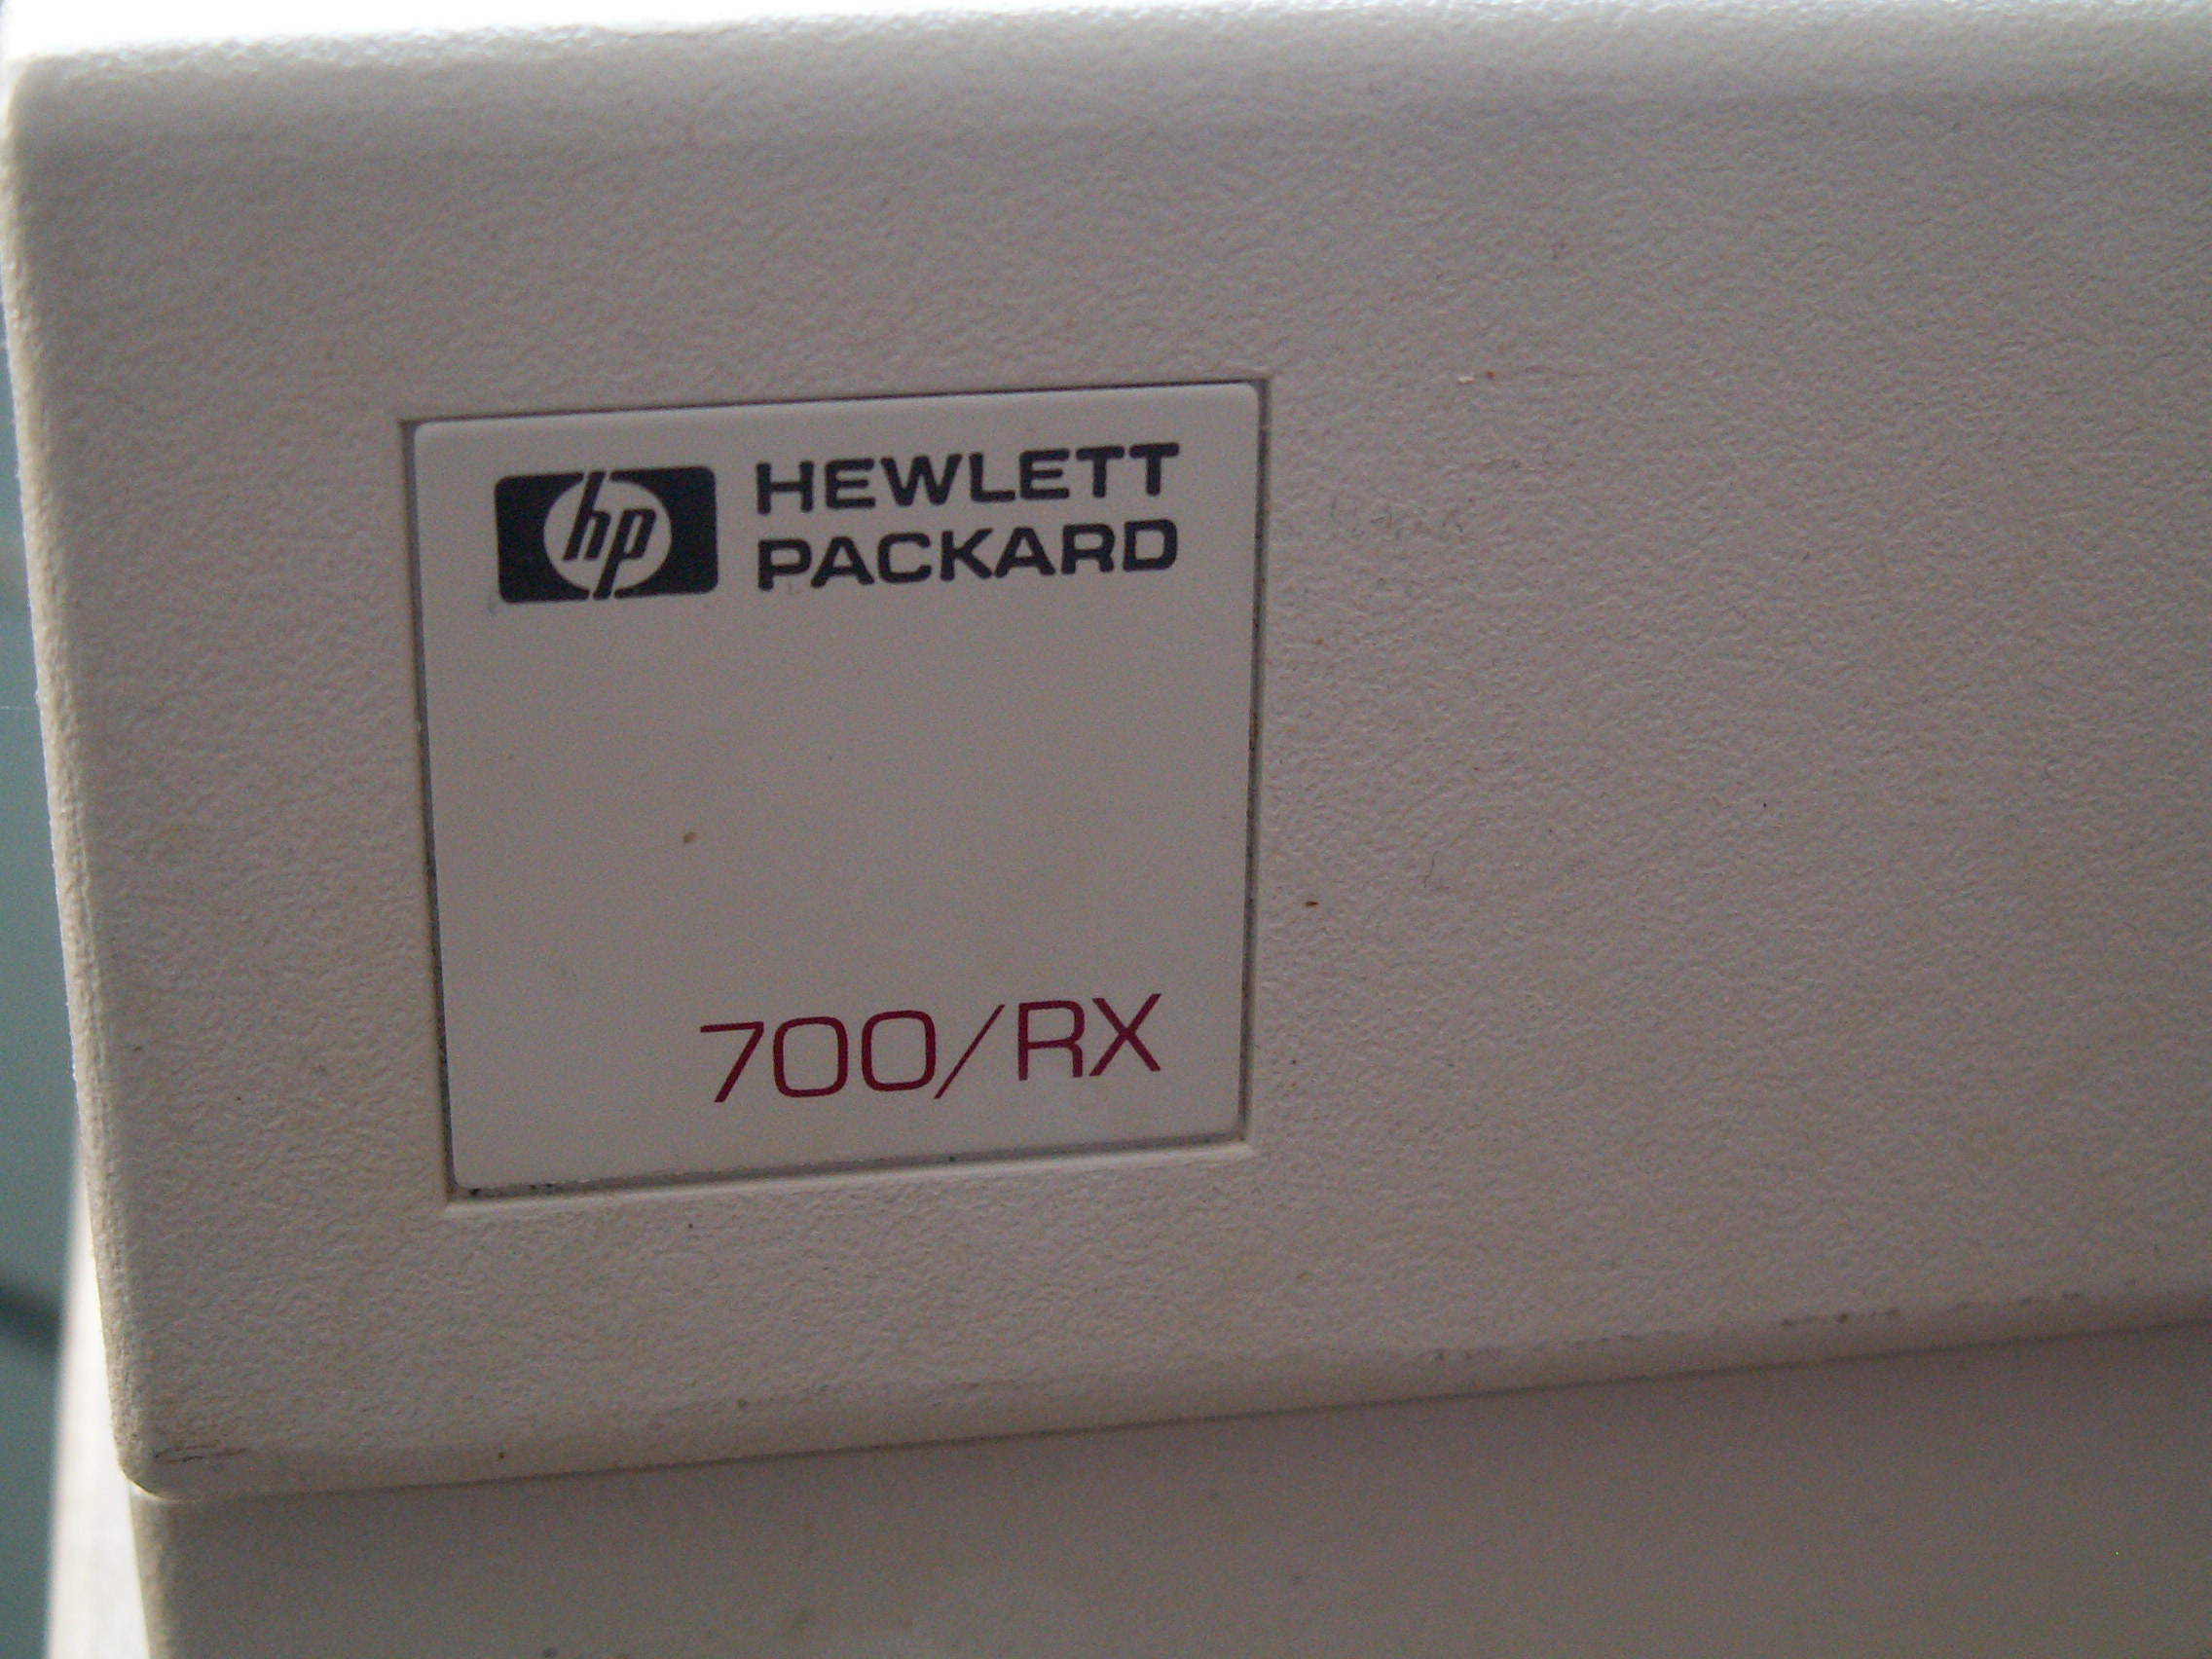 hp HEWLETT
PACKARD
700/RX